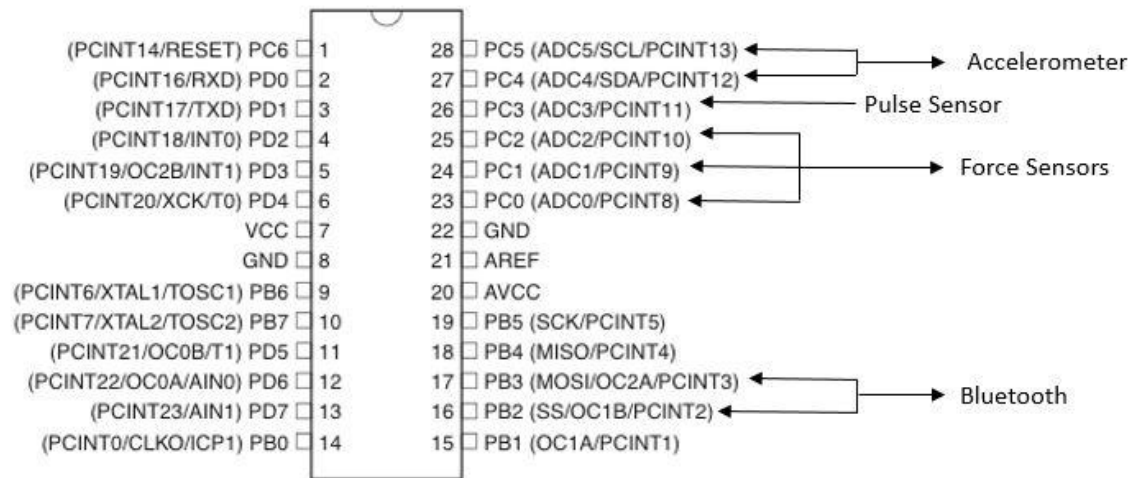 (PCINT14/RESET) PC6 1 28 PC5 (ADC5/SCL/PCINT13)
Accelerometer
(PCINT16/RXD) PD0 2 27 PC4 (ADC4/SDA/PCINT12)
(PCINT17/TXD) PD1 3 26 PC3 (ADC3/PCINT11) Pulse Sensor
(PCINT18/INT0) PD2 4 25 PC2 (ADC2/PCINT10)
(PCINT19/OC2B/INT1) PD3 5 24 PC1 (ADC1/PCINT9) Force Sensors
(PCINT20/XCK/T0) PD4 6 23 PC0 (ADC0/PCINT8)
VCC 7 22 GND
GND 8 21 AREF
(PCINT6/XTAL1/TOSC1) PB6 9 20 AVCC
(PCINT7/XTAL2/TOSC2) PB7 10 19 PB5 (SCK/PCINT5)
(PCINT21/OC0B/T1) PD5 11 18 PB4 (MISO/PCINT4)
(PCINT22/OC0A/AIN0) PD6 12 17 PB3 (MOSI/OC2A/PCINT3)
Bluetooth
(PCINT23/AIN1) PD7 13 16 PB2 (SS/OC1B/PCINT2)
(PCINT0/CLKO/ICP1) PB0 14 15 PB1 (OC1A/PCINT1)